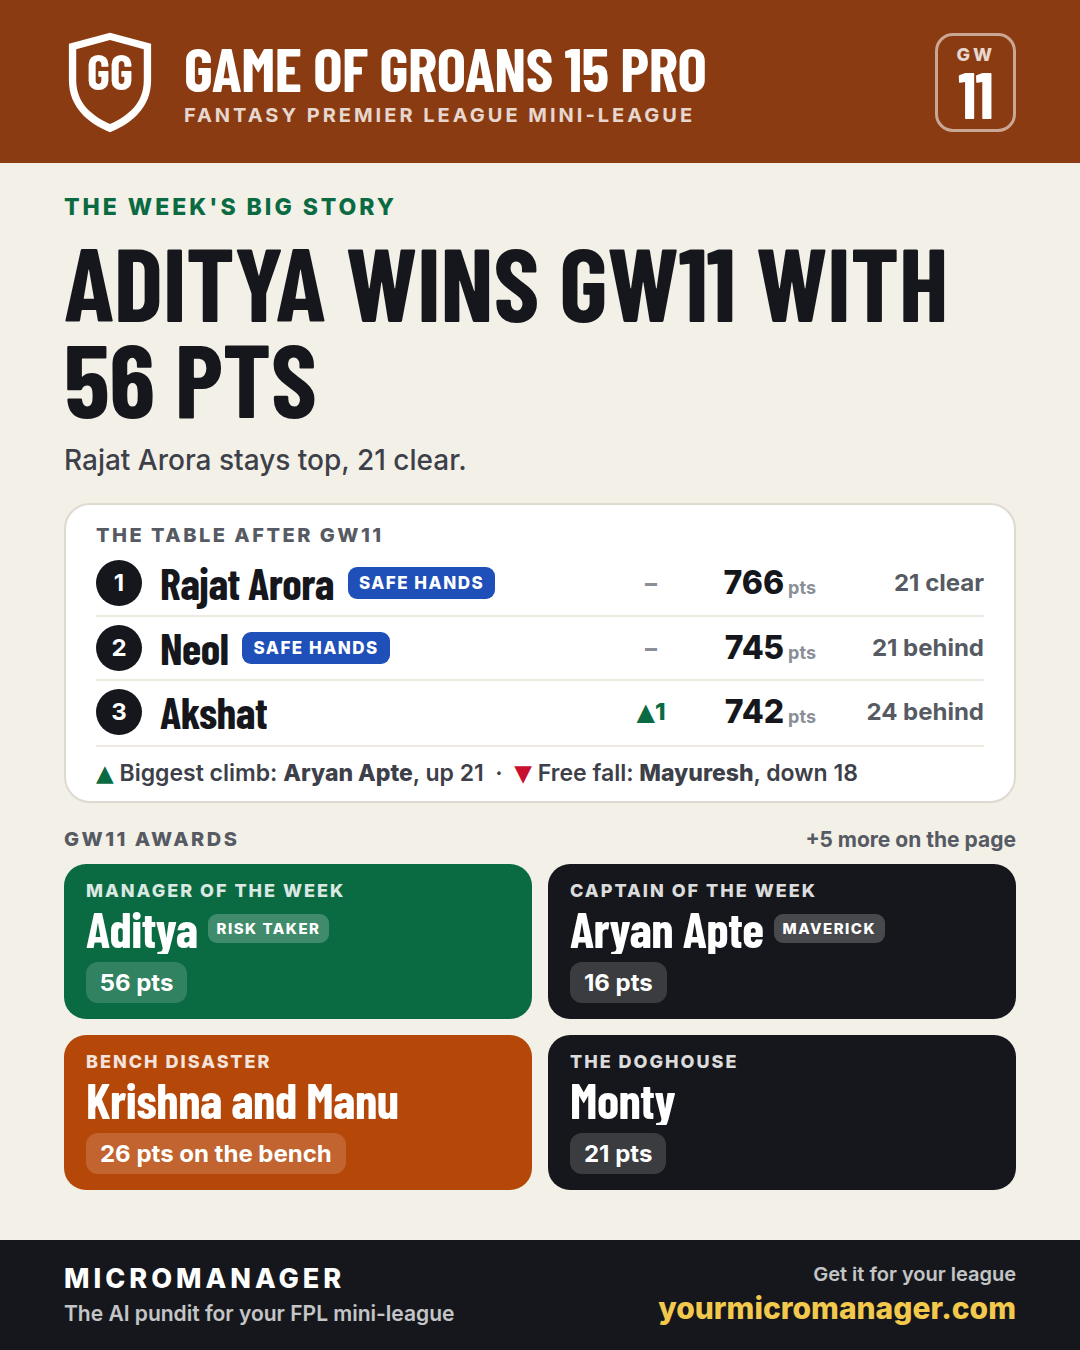 GG
GAME OF GROANS 15 PRO
FANTASY PREMIER LEAGUE MINI-LEAGUE
GW
11
THE WEEK'S BIG STORY
ADITYA WINS GW11 WITH
56 PTS
Rajat Arora stays top, 21 clear.
THE TABLE AFTER GW11
1 Rajat Arora SAFE HANDS – 766 pts 21 clear
2 Neol SAFE HANDS – 745 pts 21 behind
3 Akshat ▲1 742 pts 24 behind
▲ Biggest climb: Aryan Apte, up 21 · ▼ Free fall: Mayuresh, down 18
GW11 AWARDS +5 more on the page
MANAGER OF THE WEEK
Aditya RISK TAKER
56 pts
CAPTAIN OF THE WEEK
Aryan Apte MAVERICK
16 pts
BENCH DISASTER
Krishna and Manu
26 pts on the bench
THE DOGHOUSE
Monty
21 pts
MICROMANAGER
The AI pundit for your FPL mini-league
Get it for your league
yourmicromanager.com